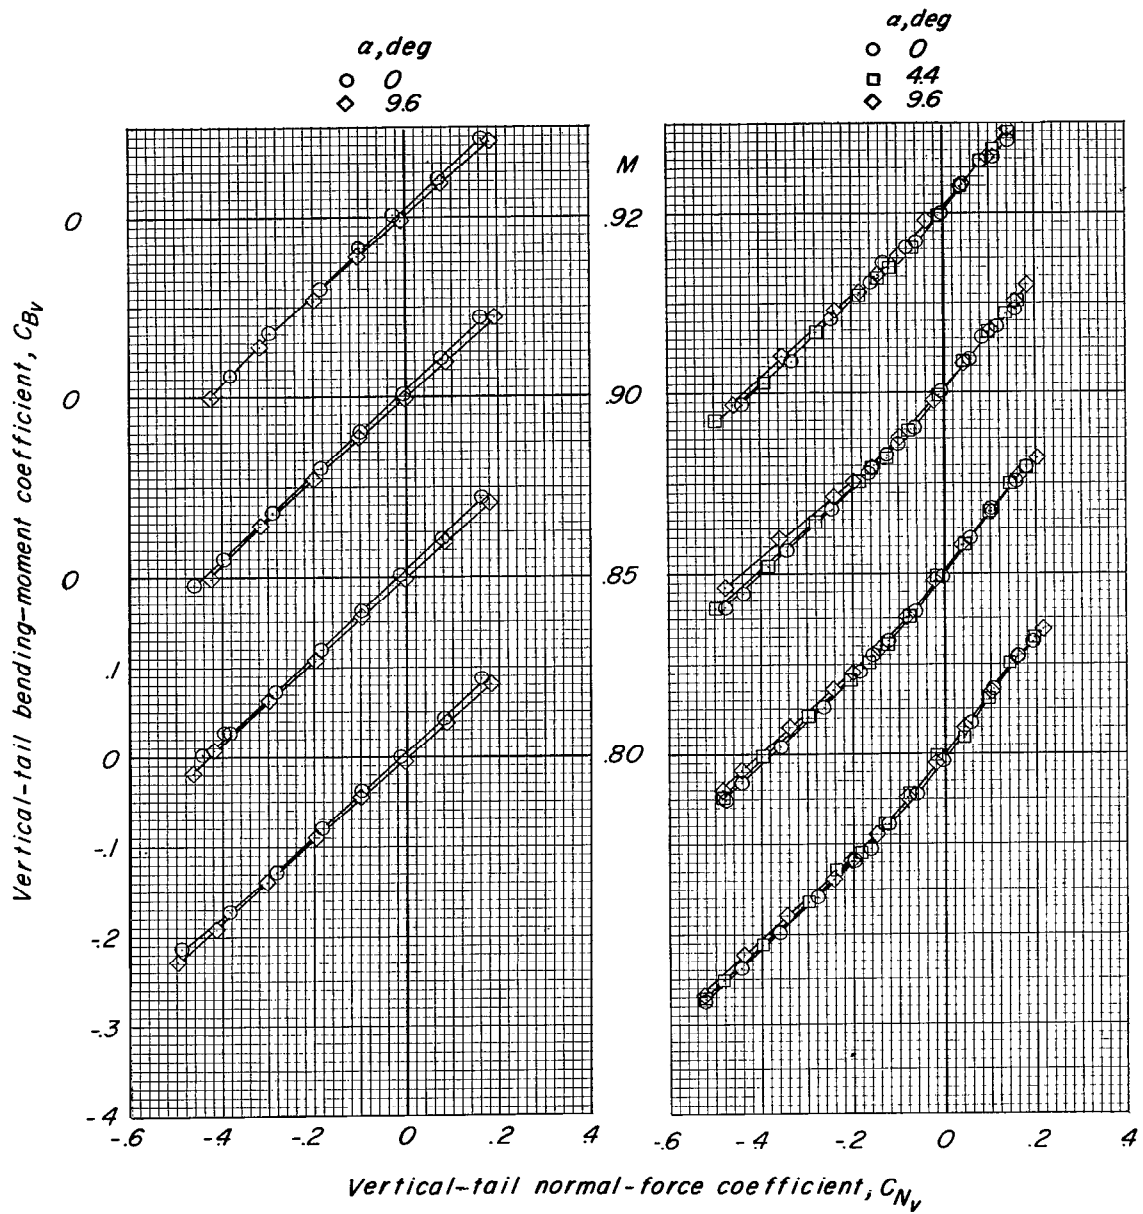 α, deg
○ 0
◇ 9.6
α, deg
○ 0
□ 4.4
◇ 9.6
M
0
.92
0
.90
0
.85
.1
0
.80
-.1
-.2
-.3
-.4
-.6 -.4 -.2 0 .2 .4
-.6 -.4 -.2 0 .2 .4
Vertical-tail bending-moment coefficient, C_Bv
Vertical-tail normal-force coefficient, C_Nv